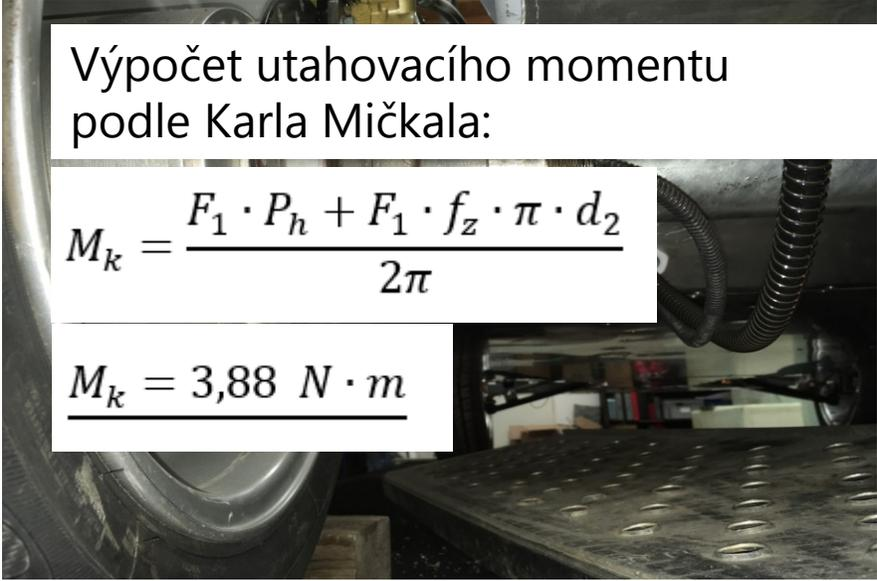 Výpočet utahovacího momentu
podle Karla Mičkala:
M_k = (F_1 · P_h + F_1 · f_z · π · d_2) / 2π
M_k = 3,88 N · m